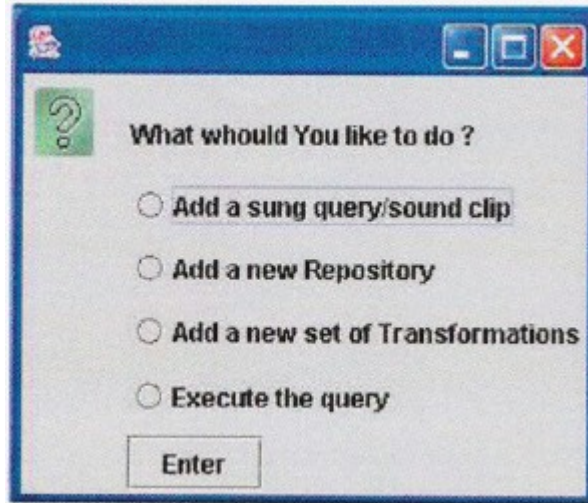 What whould You like to do ?
Add a sung query/sound clip
Add a new Repository
Add a new set of Transformations
Execute the query
Enter